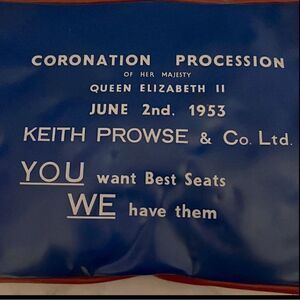 CORONATION PROCESSION
OF HER MAJESTY
QUEEN ELIZABETH II
JUNE 2nd. 1953
KEITH PROWSE & Co. Ltd.
YOU want Best Seats
WE have them